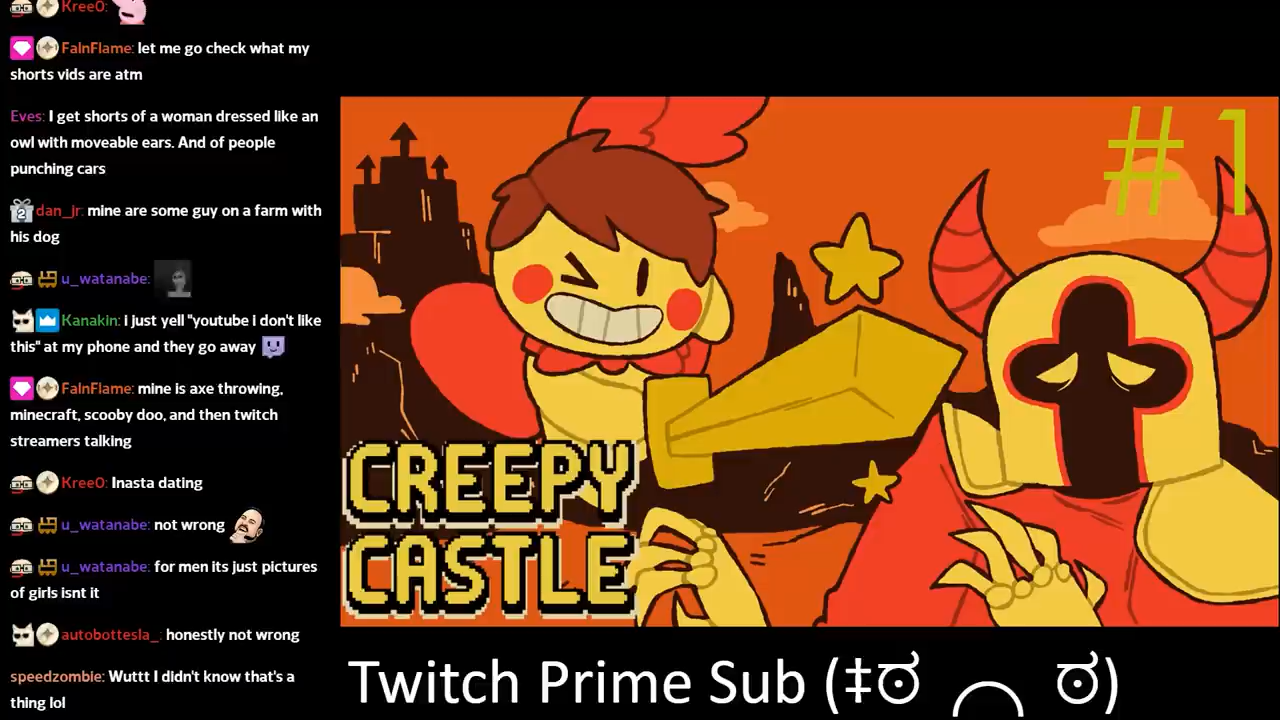 KreeO:
FalnFlame: let me go check what my
shorts vids are atm
Eves: I get shorts of a woman dressed like an
owl with moveable ears. And of people
punching cars
2 dan_jr: mine are some guy on a farm with
his dog
u_watanabe:
Kanakin: i just yell "youtube i don't like
this" at my phone and they go away
FalnFlame: mine is axe throwing,
minecraft, scooby doo, and then twitch
streamers talking
KreeO: Inasta dating
u_watanabe: not wrong
u_watanabe: for men its just pictures
of girls isnt it
autobottesla_: honestly not wrong
speedzombie: Wuttt I didn't know that's a
thing lol
#1
CREEPY
CASTLE
Twitch Prime Sub (‡ಠ ⁔ ಠ)